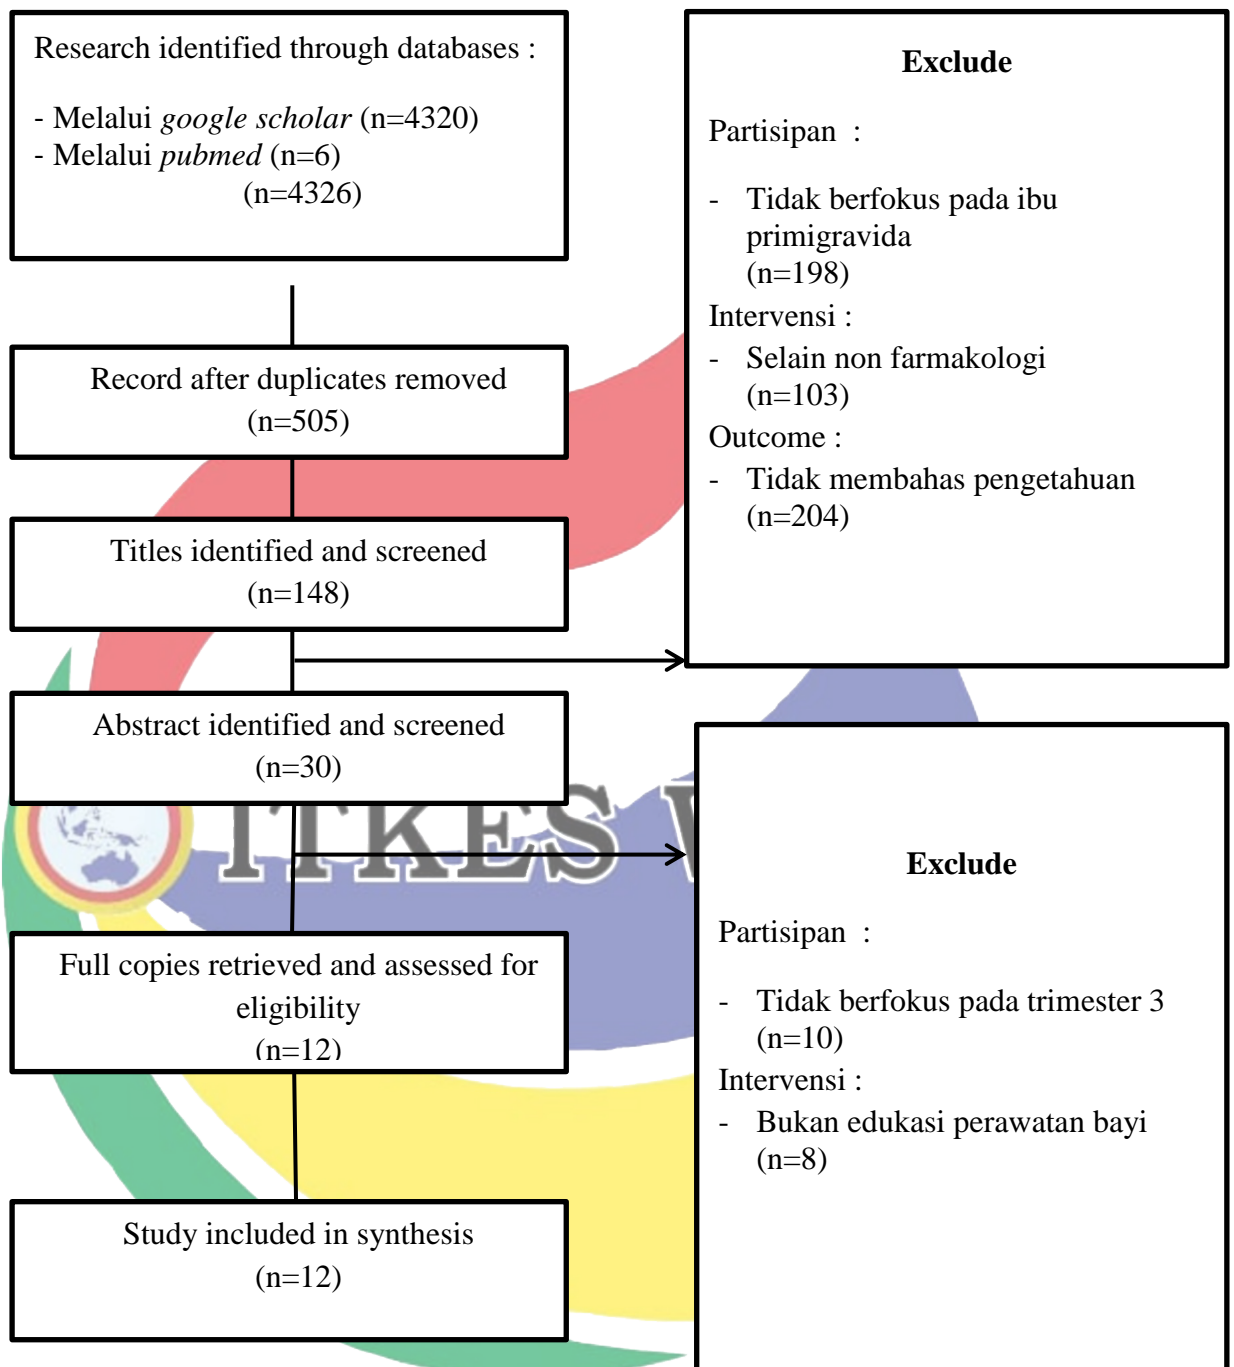 Research identified through databases :
- Melalui google scholar (n=4320)
- Melalui pubmed (n=6)
(n=4326)
Record after duplicates removed
(n=505)
Titles identified and screened
(n=148)
Abstract identified and screened
(n=30)
Full copies retrieved and assessed for
eligibility
(n=12)
Study included in synthesis
(n=12)
Exclude
Partisipan :
- Tidak berfokus pada ibu
primigravida
(n=198)
Intervensi :
- Selain non farmakologi
(n=103)
Outcome :
- Tidak membahas pengetahuan
(n=204)
Exclude
Partisipan :
- Tidak berfokus pada trimester 3
(n=10)
Intervensi :
- Bukan edukasi perawatan bayi
(n=8)
ITKES